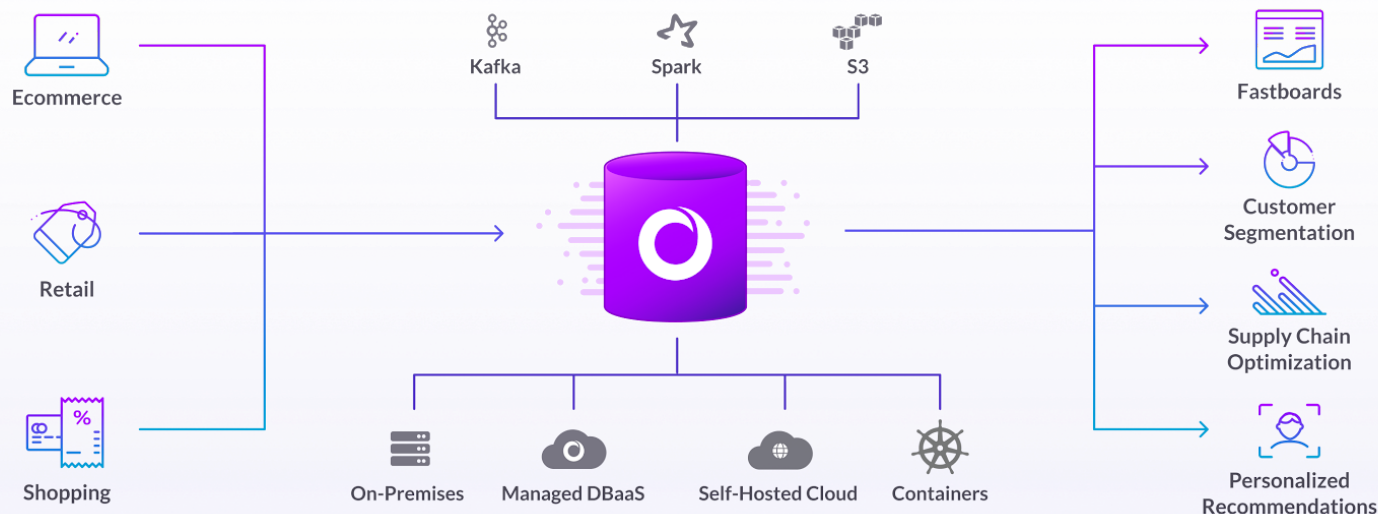 Kafka
Spark
S3
Ecommerce
Fastboards
Customer
Segmentation
Retail
Supply Chain
Optimization
%
Shopping
On-Premises
Managed DBaaS
Self-Hosted Cloud
Containers
Personalized
Recommendations